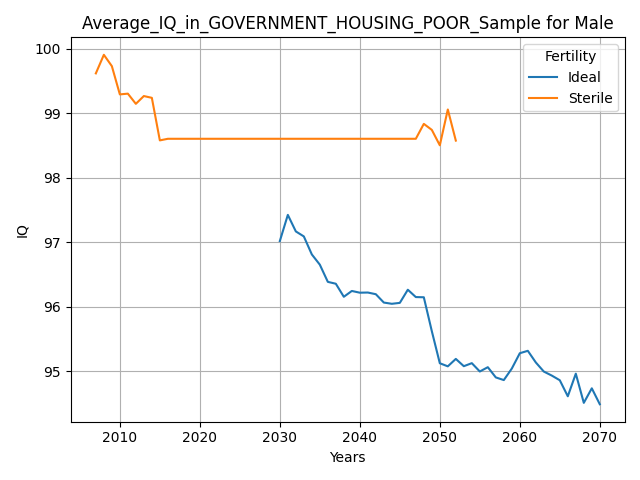 Average_IQ_in_GOVERNMENT_HOUSING_POOR_Sample for Male
Fertility
Ideal
Sterile
100
99
98
97
96
95
IQ
2010 2020 2030 2040 2050 2060 2070
Years